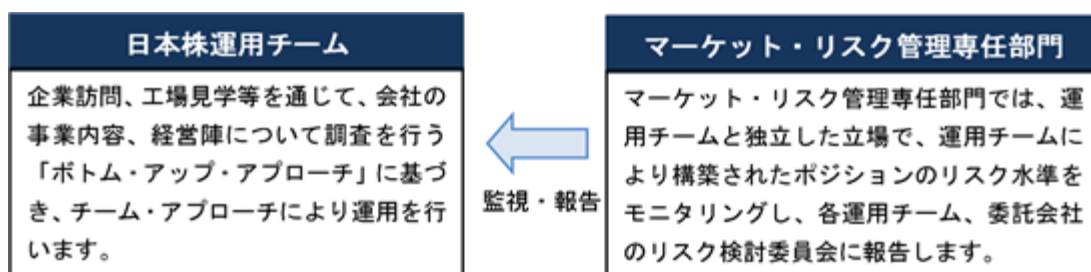 日本株運用チーム
企業訪問、工場見学等を通じて、会社の
事業内容、経営陣について調査を行う
「ボトム・アップ・アプローチ」に基づ
き、チーム・アプローチにより運用を行
います。
監視・報告
マーケット・リスク管理専任部門
マーケット・リスク管理専任部門では、運
用チームと独立した立場で、運用チームに
より構築されたポジションのリスク水準を
モニタリングし、各運用チーム、委託会社
のリスク検討委員会に報告します。